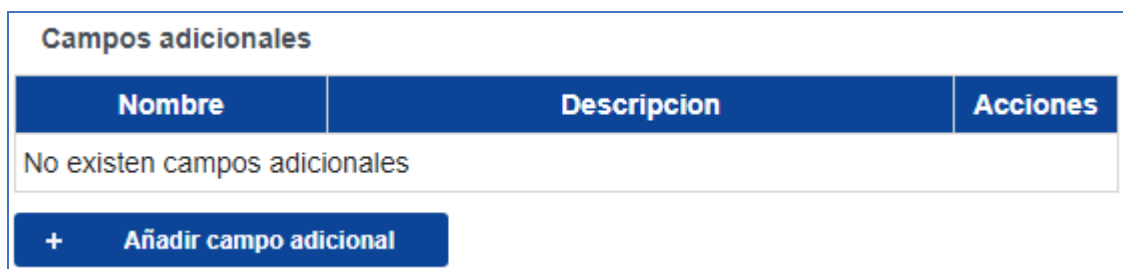 Campos adicionales
Nombre Descripcion Acciones
No existen campos adicionales
+ Añadir campo adicional